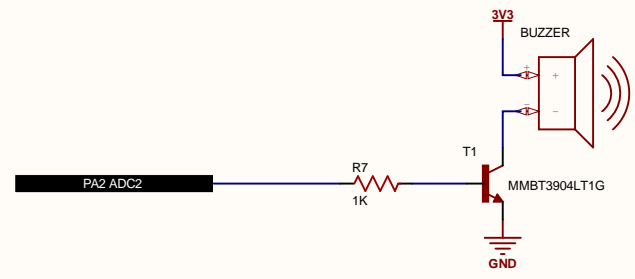 3V3
BUZZER
+
+
-
-
T1
R7
PA2 ADC2
MMBT3904LT1G
1K
GND